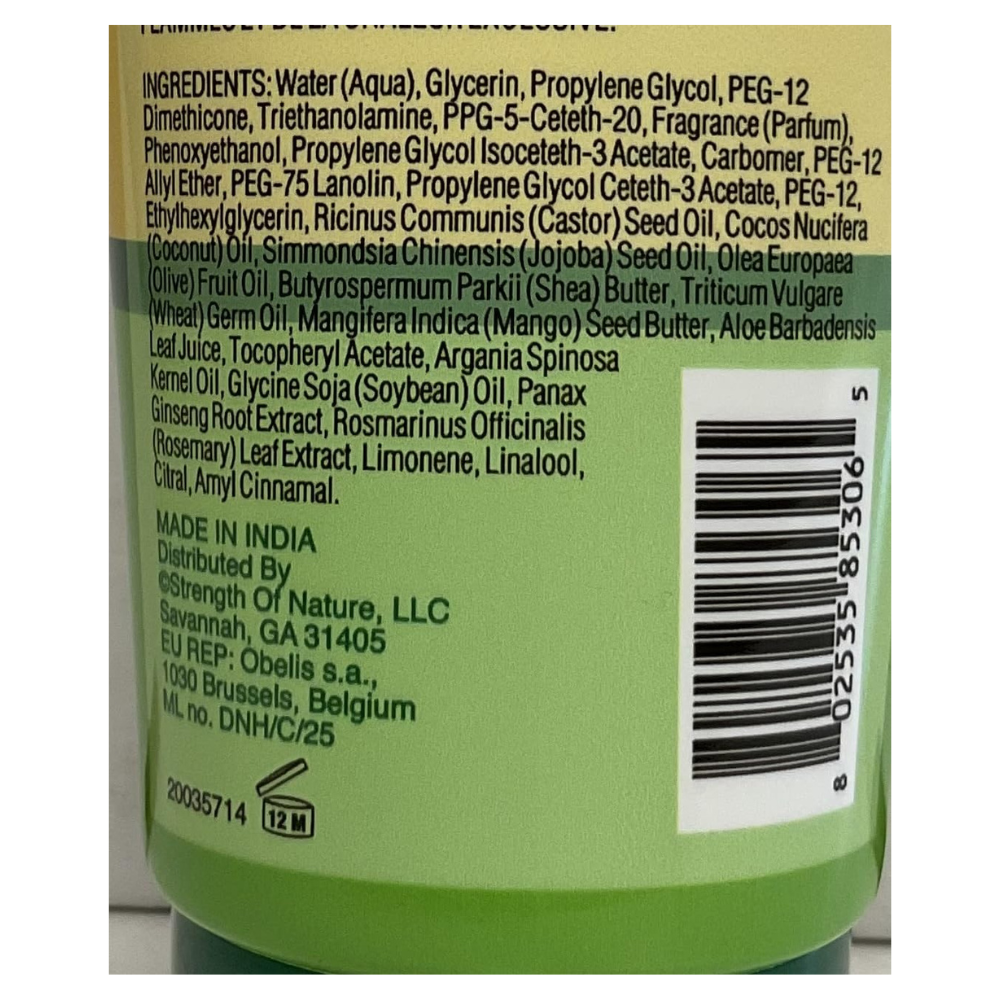 FLAMMES ET DE LA CHALEUR EXCESSIVE.
INGREDIENTS: Water (Aqua), Glycerin, Propylene Glycol, PEG-12
Dimethicone, Triethanolamine, PPG-5-Ceteth-20, Fragrance (Parfum),
Phenoxyethanol, Propylene Glycol Isoceteth-3 Acetate, Carbomer, PEG-12
Allyl Ether, PEG-75 Lanolin, Propylene Glycol Ceteth-3 Acetate, PEG-12,
Ethylhexylglycerin, Ricinus Communis (Castor) Seed Oil, Cocos Nucifera
(Coconut) Oil, Simmondsia Chinensis (Jojoba) Seed Oil, Olea Europaea
(Olive) Fruit Oil, Butyrospermum Parkii (Shea) Butter, Triticum Vulgare
(Wheat) Germ Oil, Mangifera Indica (Mango) Seed Butter, Aloe Barbadensis
Leaf Juice, Tocopheryl Acetate, Argania Spinosa
Kernel Oil, Glycine Soja (Soybean) Oil, Panax
Ginseng Root Extract, Rosmarinus Officinalis
(Rosemary) Leaf Extract, Limonene, Linalool,
Citral, Amyl Cinnamal.
MADE IN INDIA
Distributed By
©Strength Of Nature, LLC
Savannah, GA 31405
EU REP: Obelis s.a.,
1030 Brussels, Belgium
ML no. DNH/C/25
20035714
12 M
8 02535 85306 5